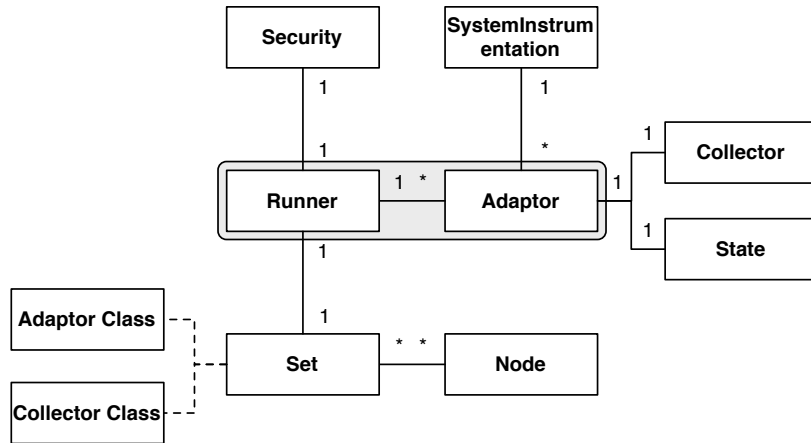 Security
SystemInstrum
entation
1
1
1
*
1
Collector
Runner
1 *
Adaptor
1
1
State
1
1
Adaptor Class
Set
* *
Node
Collector Class